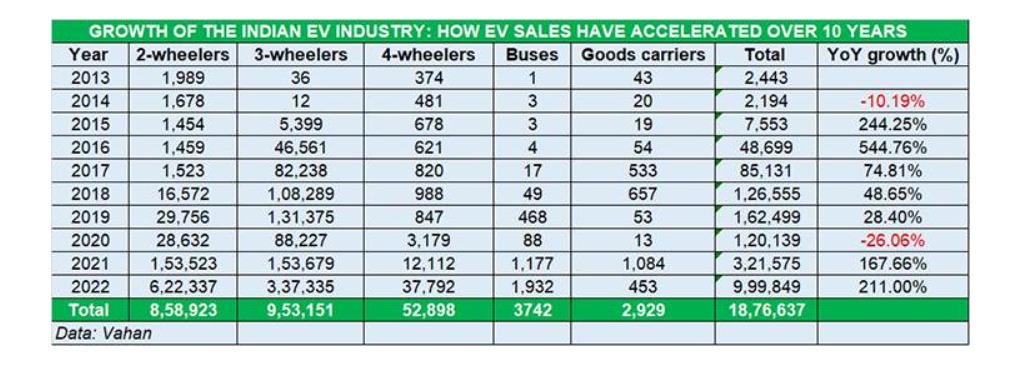 GROWTH OF THE INDIAN EV INDUSTRY: HOW EV SALES HAVE ACCELERATED OVER 10 YEARS
Year 2-wheelers 3-wheelers 4-wheelers Buses Goods carriers Total YoY growth (%)
2013 1,989 36 374 1 43 2,443
2014 1,678 12 481 3 20 2,194 -10.19%
2015 1,454 5,399 678 3 19 7,553 244.25%
2016 1,459 46,561 621 4 54 48,699 544.76%
2017 1,523 82,238 820 17 533 85,131 74.81%
2018 16,572 1,08,289 988 49 657 1,26,555 48.65%
2019 29,756 1,31,375 847 468 53 1,62,499 28.40%
2020 28,632 88,227 3,179 88 13 1,20,139 -26.06%
2021 1,53,523 1,53,679 12,112 1,177 1,084 3,21,575 167.66%
2022 6,22,337 3,37,335 37,792 1,932 453 9,99,849 211.00%
Total 8,58,923 9,53,151 52,898 3742 2,929 18,76,637
Data: Vahan